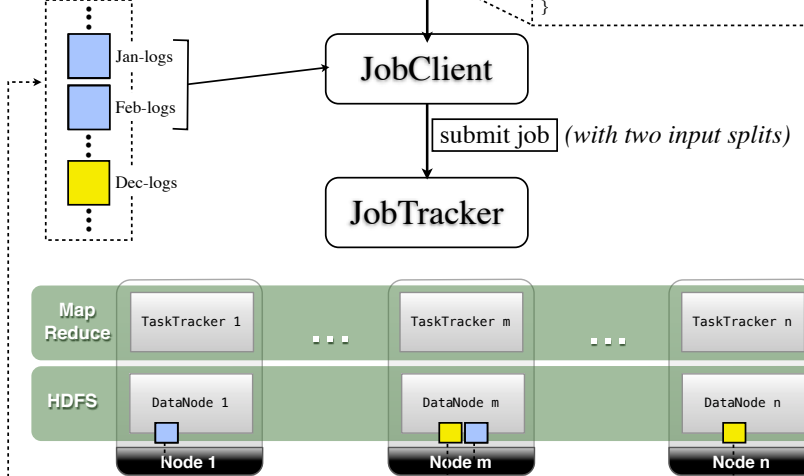 }
Jan-logs
Feb-logs
Dec-logs
JobClient
submit job (with two input splits)
JobTracker
Map
Reduce
TaskTracker 1
...
TaskTracker m
...
TaskTracker n
HDFS
DataNode 1
DataNode m
DataNode n
Node 1
Node m
Node n